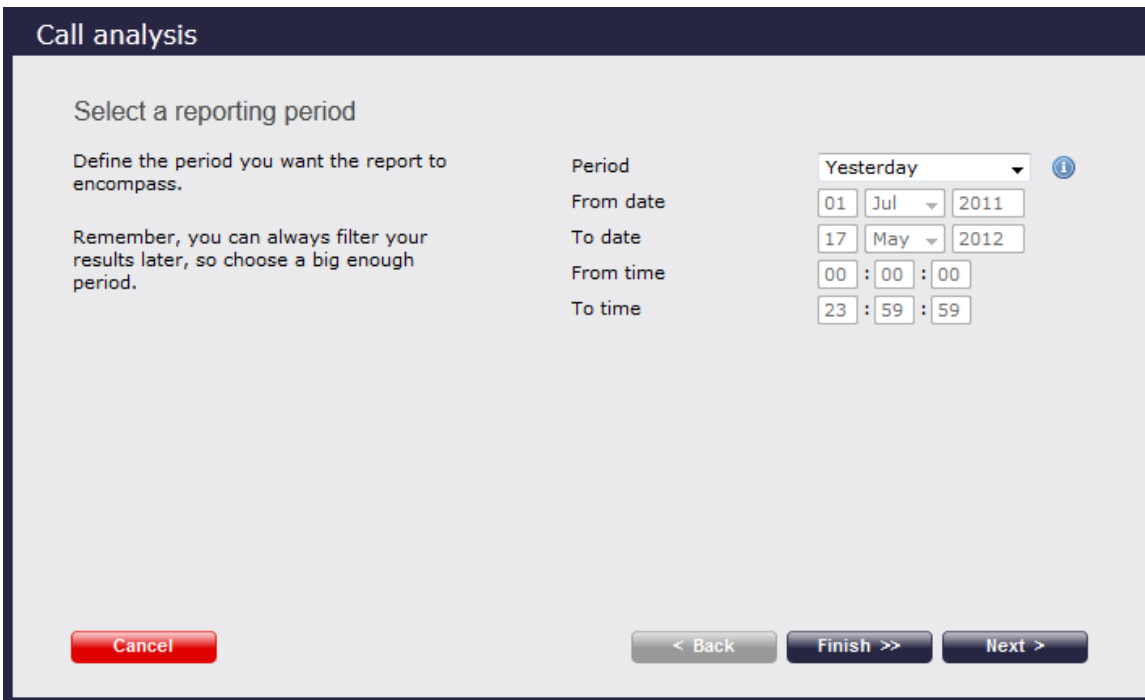 Call analysis
Select a reporting period
Define the period you want the report to
encompass.
Remember, you can always filter your
results later, so choose a big enough
period.
Period Yesterday
From date 01 Jul 2011
To date 17 May 2012
From time 00 : 00 : 00
To time 23 : 59 : 59
Cancel < Back Finish >> Next >